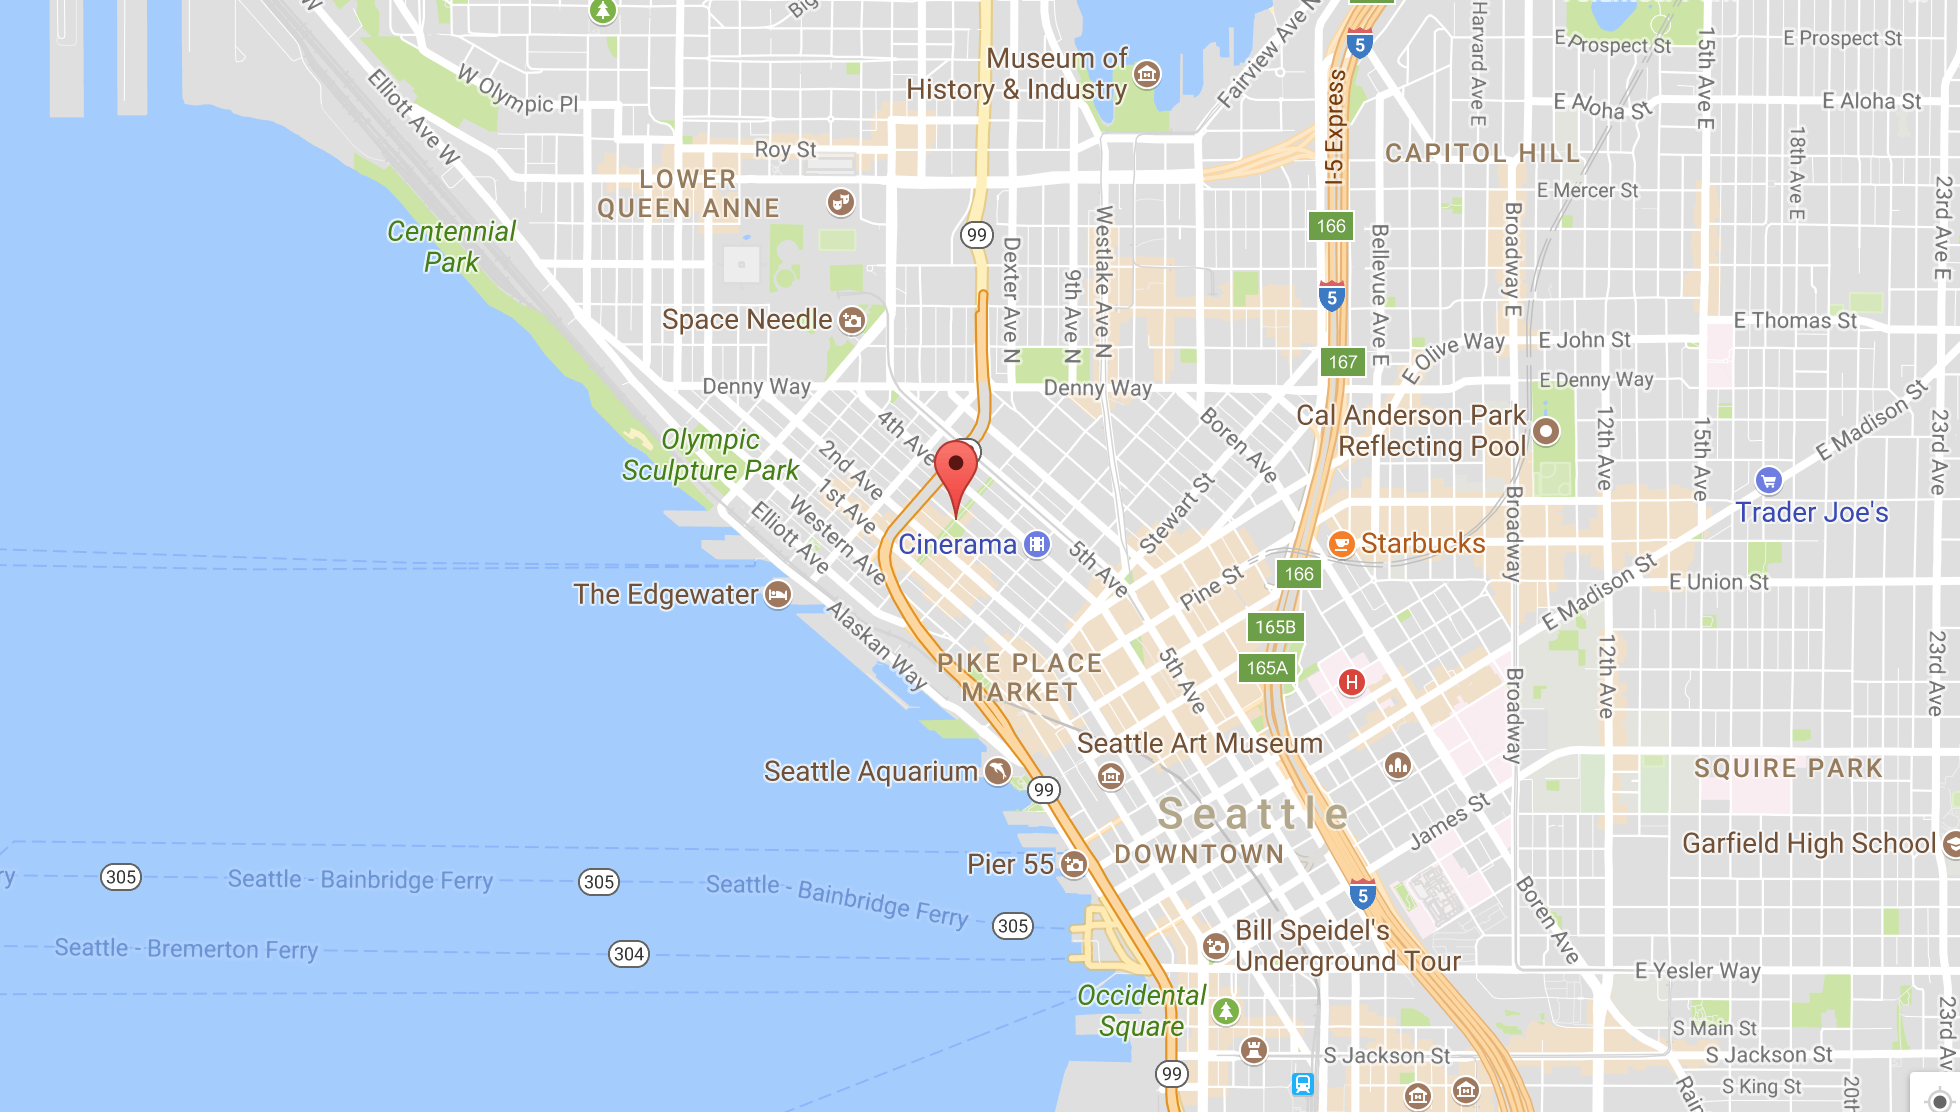 W Olympic Pl
Elliott Ave W
Museum of
History & Industry
Fairview Ave N
5
I-5 Express
Harvard Ave E
E Prospect St
15th Ave E
E Prospect St
E Aloha St
E Aloha St
Roy St
CAPITOL HILL
18th Ave E
LOWER
QUEEN ANNE
E Mercer St
23rd Ave E
Centennial
Park
99
Dexter Ave N
9th Ave N
Westlake Ave N
166
5
Bellevue Ave E
Broadway E
Space Needle
E Thomas St
E John St
E Olive Way
167
Denny Way
Denny Way
E Denny Way
Cal Anderson Park
Reflecting Pool
12th Ave
15th Ave
E Madison St
23rd Ave
Olympic
Sculpture Park
4th Ave
2nd Ave
1st Ave
Western Ave
Elliott Ave
Boren Ave
Stewart St
Trader Joe's
Cinerama
5th Ave
Pine St
Starbucks
166
Broadway
E Madison St
E Union St
The Edgewater
Alaskan Way
165B
165A
H
PIKE PLACE
MARKET
5th Ave
Broadway
12th Ave
23rd Ave
Seattle Art Museum
Seattle Aquarium
99
SQUIRE PARK
Seattle
DOWNTOWN
James St
Garfield High School
Pier 55
305
Seattle - Bainbridge Ferry
305
Seattle - Bainbridge Ferry
305
5
Boren Ave
Bill Speidel's
Underground Tour
Seattle - Bremerton Ferry
304
E Yesler Way
Occidental
Square
S Main St
S Jackson St
S Jackson St
99
S King St